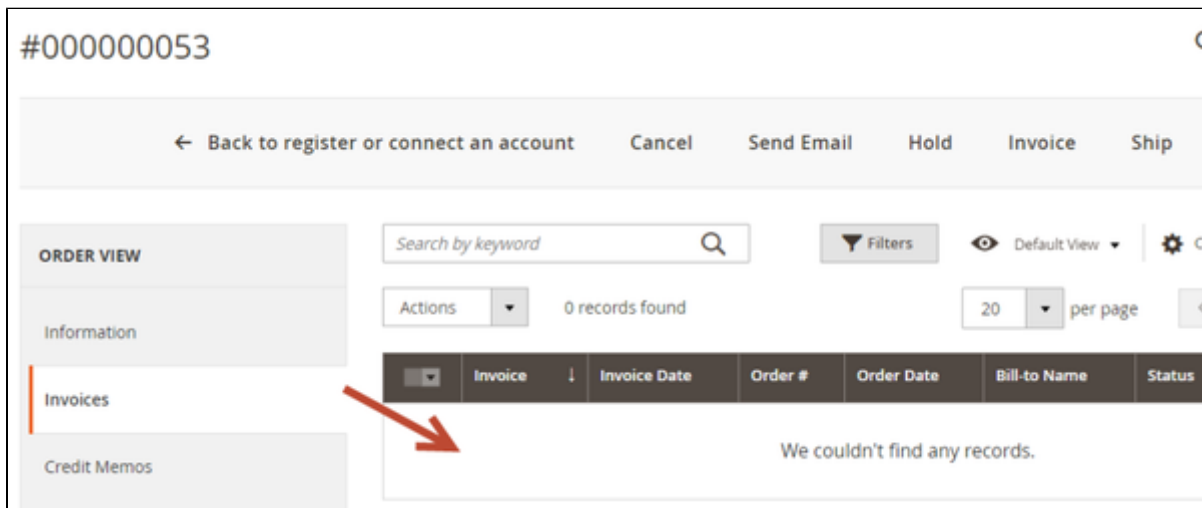 #000000053
← Back to register or connect an account Cancel Send Email Hold Invoice Ship
ORDER VIEW
Search by keyword Filters Default View
Actions 0 records found 20 per page
Information
Invoice ↓ Invoice Date Order # Order Date Bill-to Name Status
Invoices
We couldn't find any records.
Credit Memos